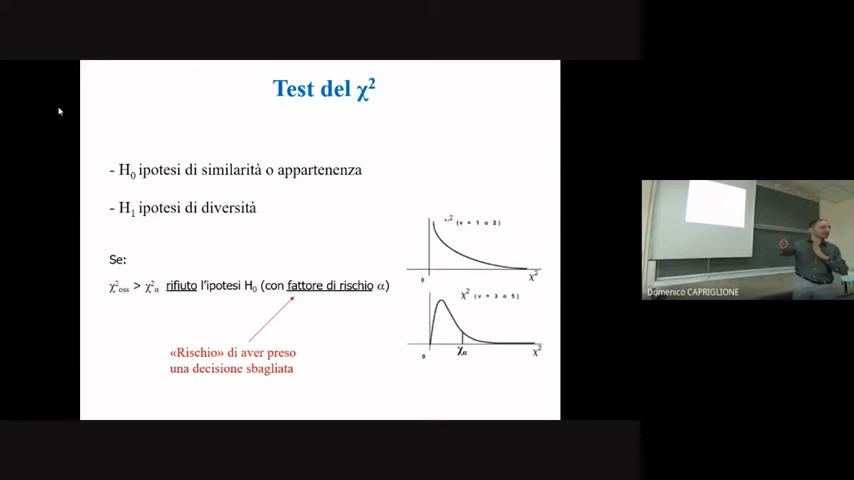 Test del χ²
- H₀ ipotesi di similarità o appartenenza
- H₁ ipotesi di diversità
Se:
χ²oss > χ²α rifiuto l'ipotesi H₀ (con fattore di rischio α)
«Rischio» di aver preso
una decisione sbagliata
χ² (ν = 1 o 2)
0
χ²
χ² (ν = 3 o 5)
0
χα
χ²
Domenico CAPRIGLIONE